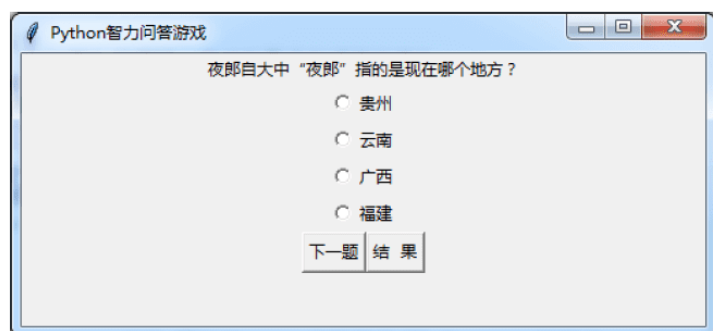 Python智力问答游戏
夜郎自大中“夜郎”指的是现在哪个地方？
贵州
云南
广西
福建
下一题 结 果